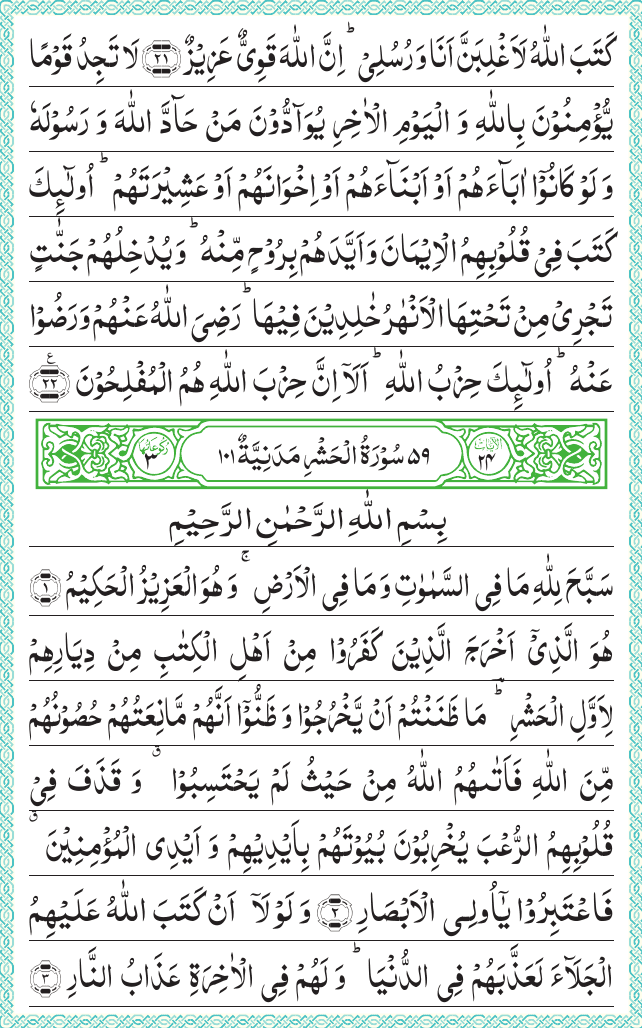 كَتَبَ اللّٰهُ لَاَغْلِبَنَّ اَنَا وَرُسُلِیْ ؕ اِنَّ اللّٰهَ قَوِیٌّ عَزِیْزٌ ﴿۲۱﴾ لَا تَجِدُ قَوْمًا
یُّؤْمِنُوْنَ بِاللّٰهِ وَ الْیَوْمِ الْاٰخِرِ یُوَآدُّوْنَ مَنْ حَآدَّ اللّٰهَ وَ رَسُوْلَهٗ
وَ لَوْ كَانُوْۤا اٰبَآءَهُمْ اَوْ اَبْنَآءَهُمْ اَوْ اِخْوَانَهُمْ اَوْ عَشِیْرَتَهُمْ ؕ اُولٰٓىِٕكَ
كَتَبَ فِیْ قُلُوْبِهِمُ الْاِیْمَانَ وَ اَیَّدَهُمْ بِرُوْحٍ مِّنْهُ ؕ وَ یُدْخِلُهُمْ جَنّٰتٍ
تَجْرِیْ مِنْ تَحْتِهَا الْاَنْهٰرُ خٰلِدِیْنَ فِیْهَا ؕ رَضِیَ اللّٰهُ عَنْهُمْ وَ رَضُوْا
عَنْهُ ؕ اُولٰٓىِٕكَ حِزْبُ اللّٰهِ ؕ اَلَاۤ اِنَّ حِزْبَ اللّٰهِ هُمُ الْمُفْلِحُوْنَ ﴿۲۲﴾ ع
الْاٰیَاتُ ۲۴ ۵۹ سُوْرَةُ الْحَشْرِ مَدَنِیَّةٌ ۱۰۱ رُكُوْعَاتُهَا ۳
بِسْمِ اللّٰهِ الرَّحْمٰنِ الرَّحِیْمِ
سَبَّحَ لِلّٰهِ مَا فِی السَّمٰوٰتِ وَ مَا فِی الْاَرْضِ ۚ وَ هُوَ الْعَزِیْزُ الْحَكِیْمُ ﴿۱﴾
هُوَ الَّذِیْۤ اَخْرَجَ الَّذِیْنَ كَفَرُوْا مِنْ اَهْلِ الْكِتٰبِ مِنْ دِیَارِهِمْ
لِاَوَّلِ الْحَشْرِ ؔؕ مَا ظَنَنْتُمْ اَنْ یَّخْرُجُوْا وَ ظَنُّوْۤا اَنَّهُمْ مَّانِعَتُهُمْ حُصُوْنُهُمْ
مِّنَ اللّٰهِ فَاَتٰىهُمُ اللّٰهُ مِنْ حَیْثُ لَمْ یَحْتَسِبُوْا ۗ وَ قَذَفَ فِیْ
قُلُوْبِهِمُ الرُّعْبَ یُخْرِبُوْنَ بُیُوْتَهُمْ بِاَیْدِیْهِمْ وَ اَیْدِی الْمُؤْمِنِیْنَ ۗ
فَاعْتَبِرُوْا یٰۤاُولِی الْاَبْصَارِ ﴿۲﴾ وَ لَوْ لَاۤ اَنْ كَتَبَ اللّٰهُ عَلَیْهِمُ
الْجَلَآءَ لَعَذَّبَهُمْ فِی الدُّنْیَا ؕ وَ لَهُمْ فِی الْاٰخِرَةِ عَذَابُ النَّارِ ﴿۳﴾